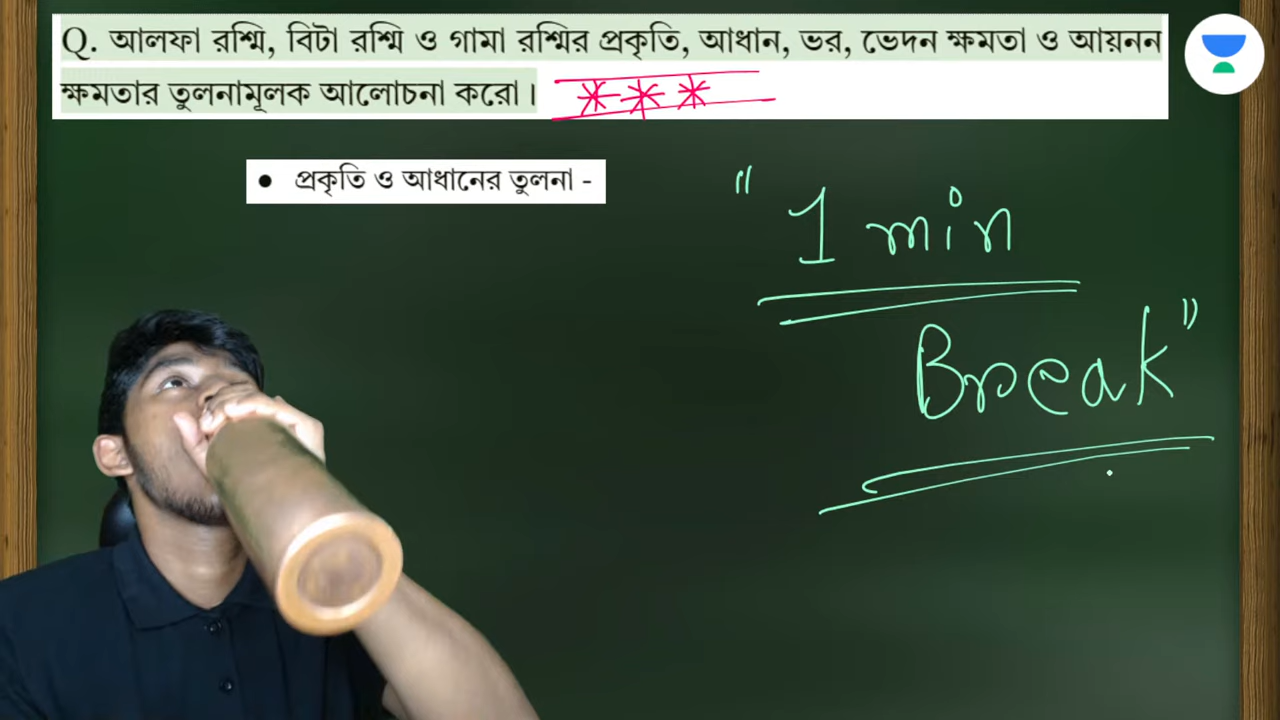 Q. আলফা রশ্মি, বিটা রশ্মি ও গামা রশ্মির প্রকৃতি, আধান, ভর, ভেদন ক্ষমতা ও আয়নন
ক্ষমতার তুলনামূলক আলোচনা করো।
● প্রকৃতি ও আধানের তুলনা -
"1 min
Break"